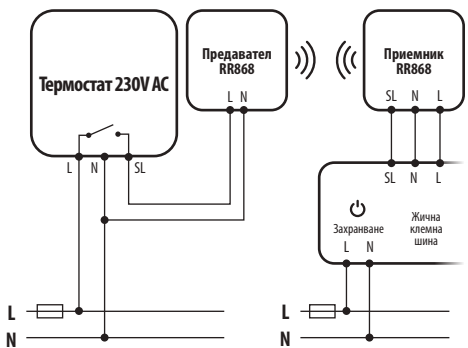 Термостат 230V AC
L N SL
Предавател
RR868
L N
Приемник
RR868
SL N L
SL N L
Захранване
L N
Жична
клемна
шина
L
N
L
N